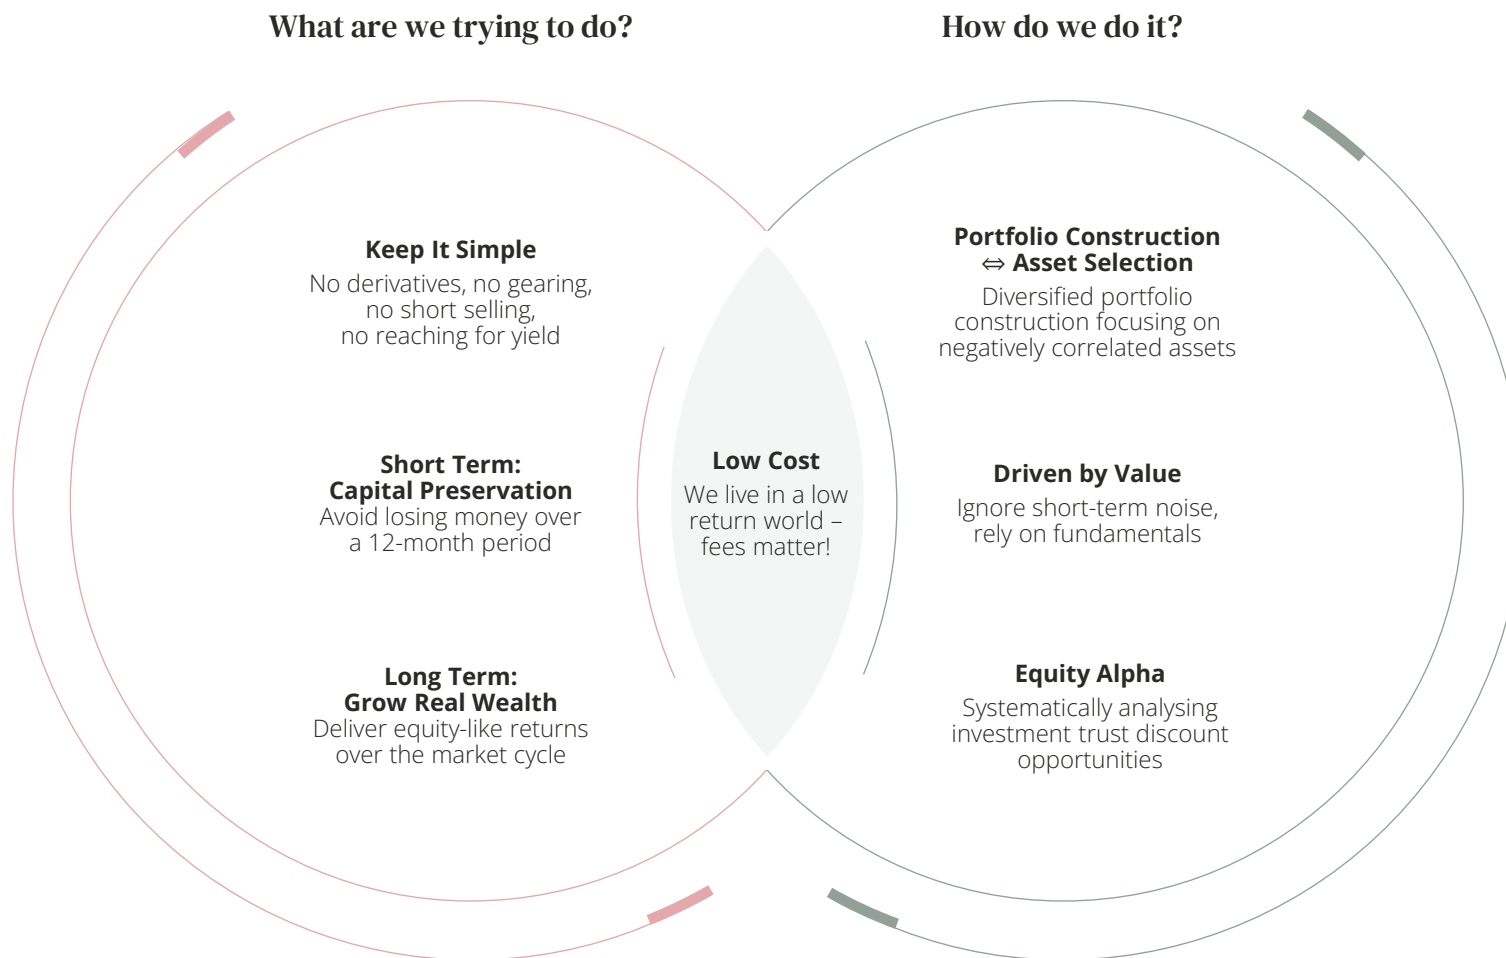 What are we trying to do?
How do we do it?
Keep It Simple
No derivatives, no gearing,
no short selling,
no reaching for yield
Short Term:
Capital Preservation
Avoid losing money over
a 12-month period
Long Term:
Grow Real Wealth
Deliver equity-like returns
over the market cycle
Low Cost
We live in a low
return world –
fees matter!
Portfolio Construction
⇔ Asset Selection
Diversified portfolio
construction focusing on
negatively correlated assets
Driven by Value
Ignore short-term noise,
rely on fundamentals
Equity Alpha
Systematically analysing
investment trust discount
opportunities